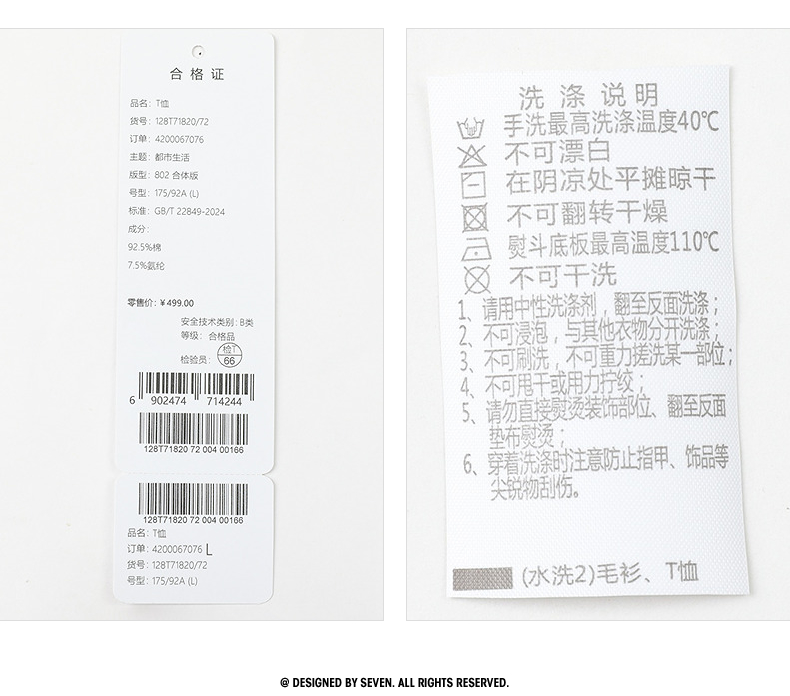 合格证
品名：T恤
货号：128T71820/72
订单：4200067076
主题：都市生活
版型：802 合体版
号型：175/92A (L)
标准：GB/T 22849-2024
成分：
92.5%棉
7.5%氨纶
零售价：¥499.00
安全技术类别：B类
等级：合格品
检验员：检T 66
6 902474 714244
128T71820 72 004 00166
128T71820 72 004 00166
品名：T恤
订单：4200067076 L
货号：128T71820/72
号型：175/92A (L)
洗涤说明
手洗最高洗涤温度40℃
不可漂白
在阴凉处平摊晾干
不可翻转干燥
熨斗底板最高温度110℃
不可干洗
1、请用中性洗涤剂，翻至反面洗涤；
2、不可浸泡，与其他衣物分开洗涤；
3、不可刷洗，不可重力搓洗某一部位；
4、不可甩干或用力拧绞；
5、请勿直接熨烫装饰部位、翻至反面
垫布熨烫；
6、穿着洗涤时注意防止指甲、饰品等
尖锐物刮伤。
(水洗2)毛衫、T恤
@ DESIGNED BY SEVEN. ALL RIGHTS RESERVED.